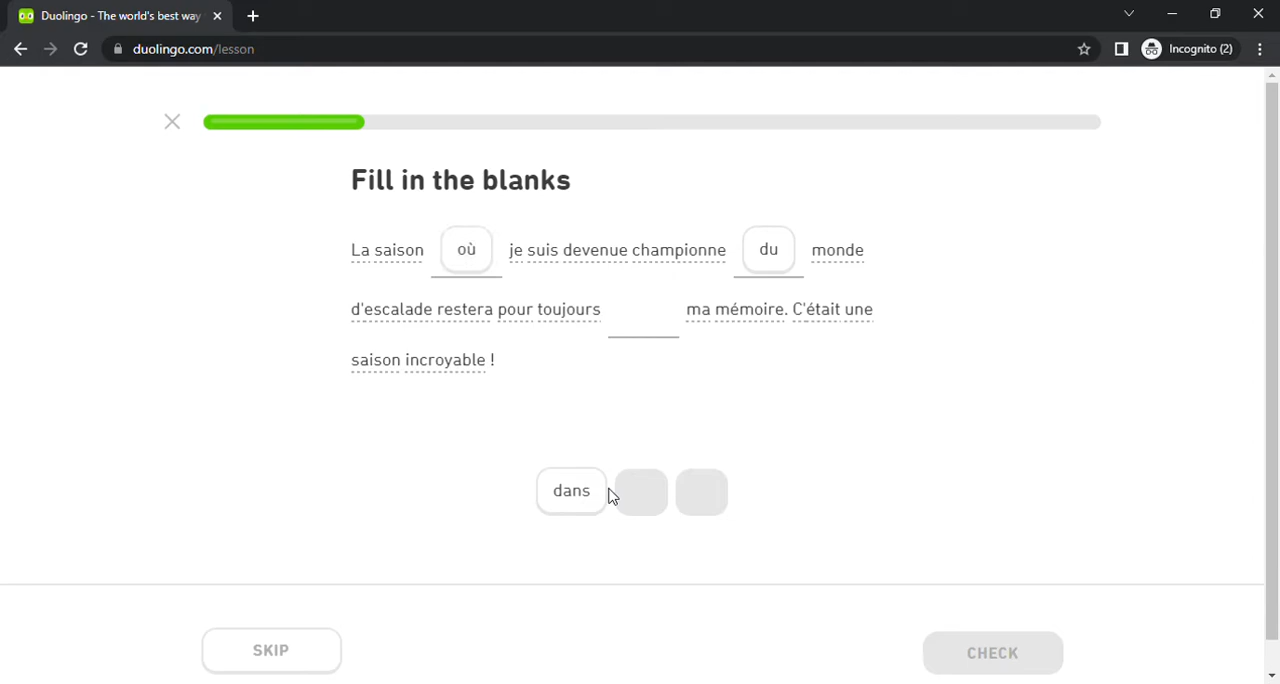 Duolingo - The world's best way
duolingo.com/lesson
Incognito (2)
Fill in the blanks
La saison où je suis devenue championne du monde
d'escalade restera pour toujours ma mémoire. C'était une
saison incroyable !
dans
SKIP
CHECK